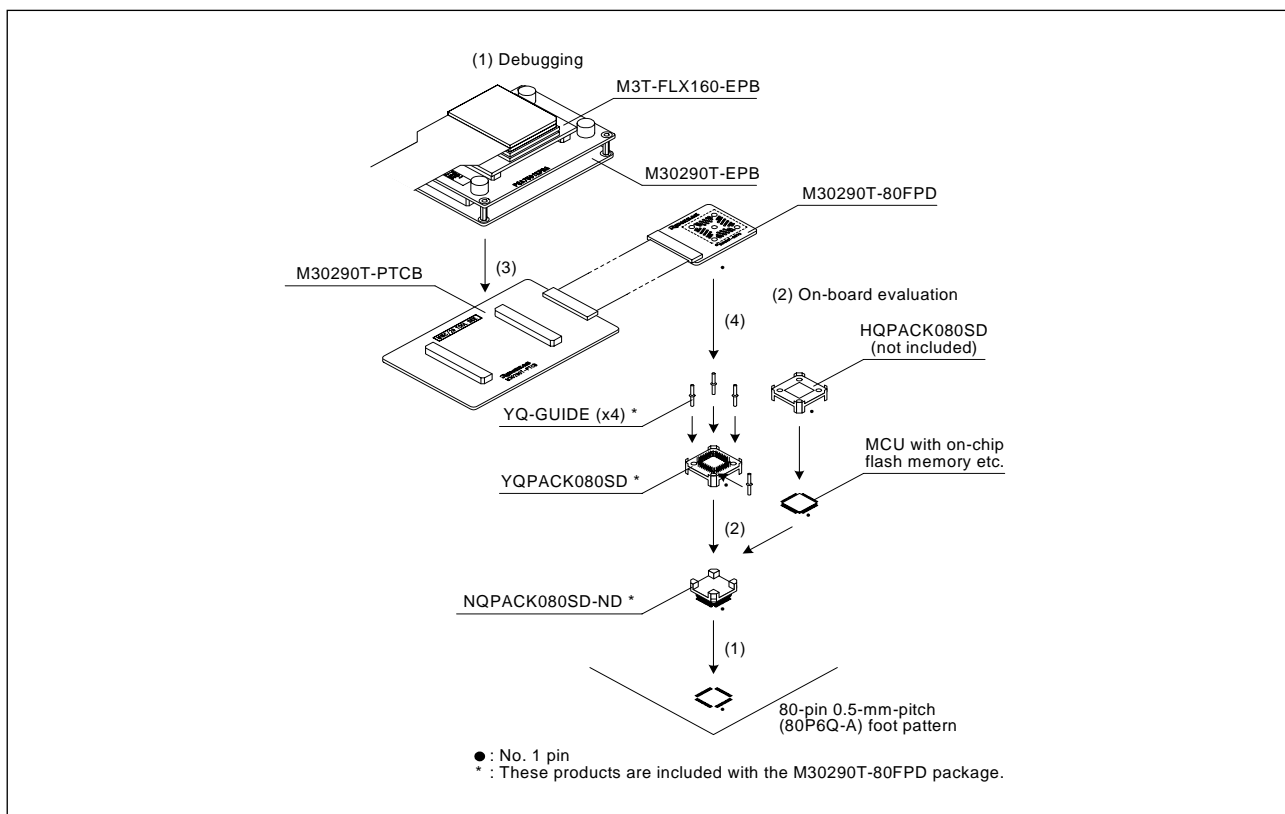 (1) Debugging
M3T-FLX160-EPB
M30290T-EPB
M30290T-80FPD
M30290T-PTCB
(3)
(2) On-board evaluation
(4)
HQPACK080SD
(not included)
YQ-GUIDE (x4) *
MCU with on-chip
flash memory etc.
YQPACK080SD *
(2)
NQPACK080SD-ND *
(1)
80-pin 0.5-mm-pitch
(80P6Q-A) foot pattern
● : No. 1 pin
* : These products are included with the M30290T-80FPD package.